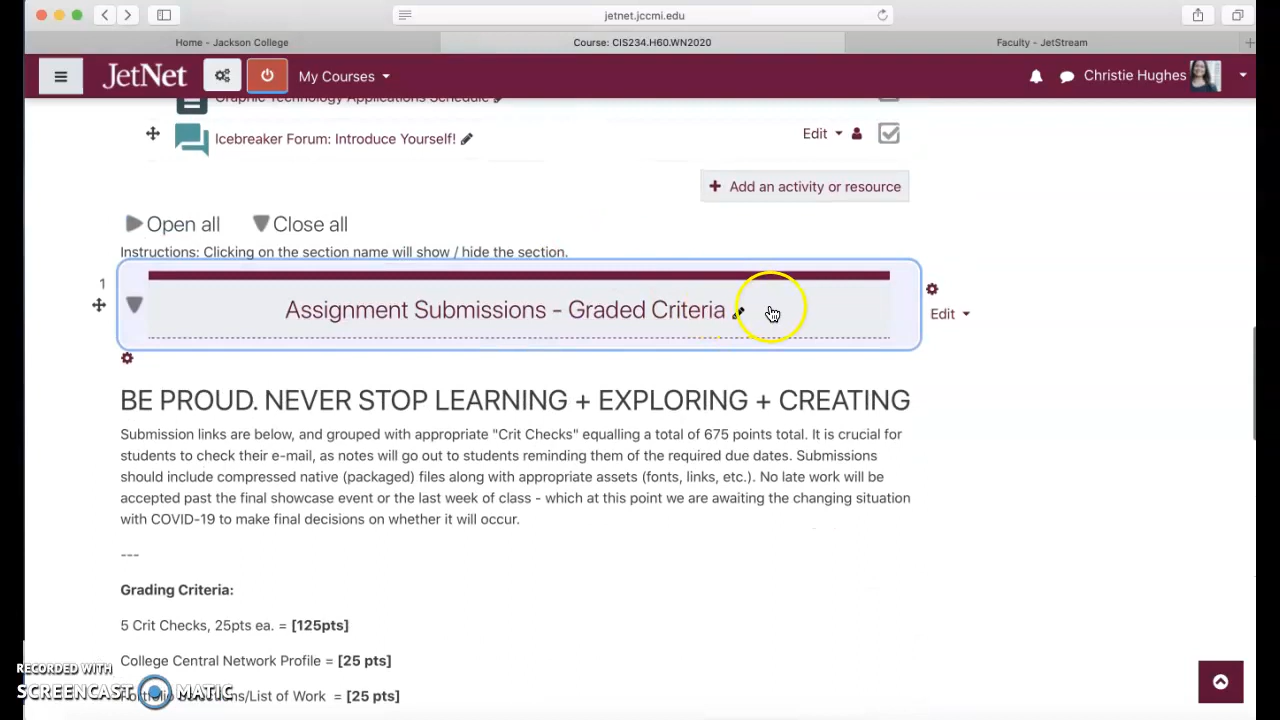 jetnet.jccmi.edu
Home - Jackson College
Course: CIS234.H60.WN2020
Faculty - JetStream
JetNet
My Courses
Christie Hughes
Graphic Technology Applications Schedule
Icebreaker Forum: Introduce Yourself!
Edit
+ Add an activity or resource
Open all
Close all
Instructions: Clicking on the section name will show / hide the section.
1
Assignment Submissions - Graded Criteria
Edit
BE PROUD. NEVER STOP LEARNING + EXPLORING + CREATING
Submission links are below, and grouped with appropriate "Crit Checks" equalling a total of 675 points total. It is crucial for
students to check their e-mail, as notes will go out to students reminding them of the required due dates. Submissions
should include compressed native (packaged) files along with appropriate assets (fonts, links, etc.). No late work will be
accepted past the final showcase event or the last week of class - which at this point we are awaiting the changing situation
with COVID-19 to make final decisions on whether it will occur.
---
Grading Criteria:
5 Crit Checks, 25pts ea. = [125pts]
College Central Network Profile = [25 pts]
/List of Work = [25 pts]
RECORDED WITH
SCREENCAST MATIC